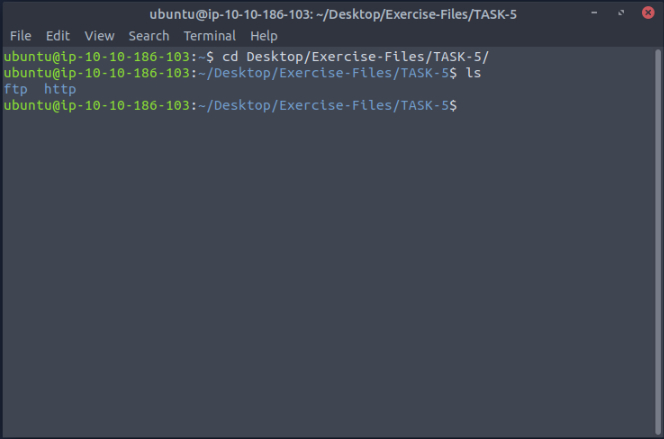 ubuntu@ip-10-10-186-103: ~/Desktop/Exercise-Files/TASK-5
File Edit View Search Terminal Help
ubuntu@ip-10-10-186-103:~$ cd Desktop/Exercise-Files/TASK-5/
ubuntu@ip-10-10-186-103:~/Desktop/Exercise-Files/TASK-5$ ls
ftp  http
ubuntu@ip-10-10-186-103:~/Desktop/Exercise-Files/TASK-5$